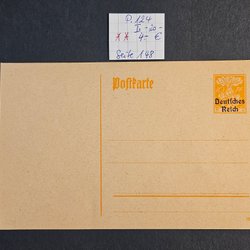 P. 124
I, -20-
** 4- €
Seite 148
Postkarte
Deutsches
Reich